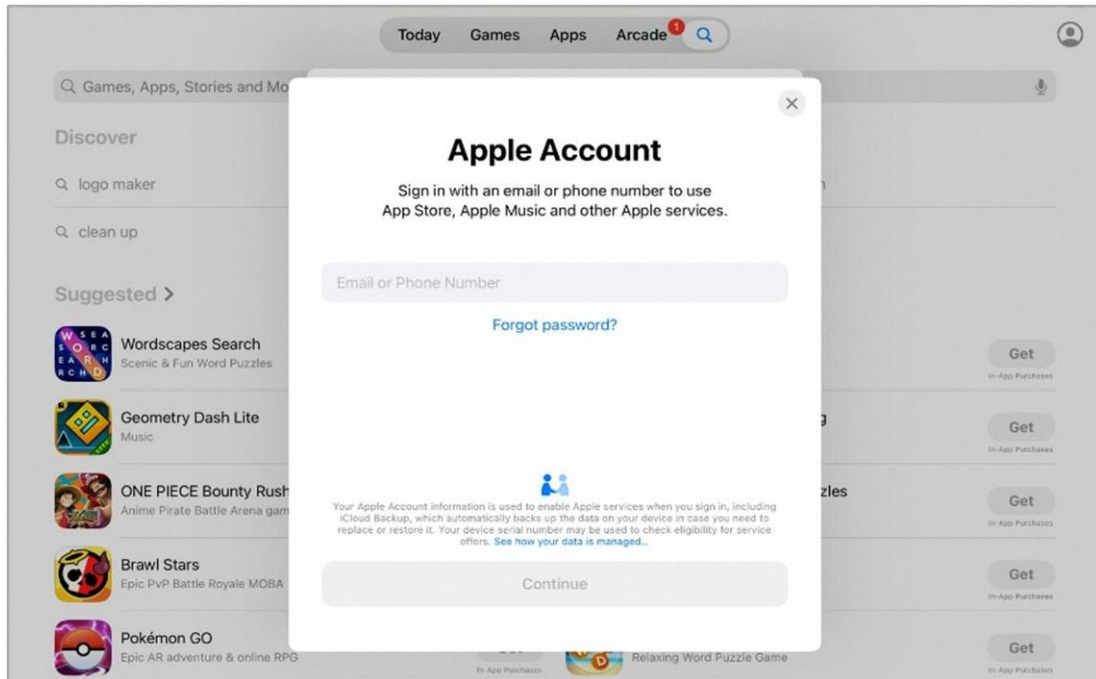 Today Games Apps Arcade 1
Games, Apps, Stories and Mo
Discover
logo maker
clean up
Suggested >
Wordscapes Search
Scenic & Fun Word Puzzles
Get
In-App Purchases
Geometry Dash Lite
Music
g
Get
In-App Purchases
ONE PIECE Bounty Rush
Anime Pirate Battle Arena gam
zles
Get
In-App Purchases
Brawl Stars
Epic PvP Battle Royale MOBA
Get
In-App Purchases
Pokémon GO
Epic AR adventure & online RPG
In-App Purchases
Relaxing Word Puzzle Game
Get
In-App Purchases
Apple Account
Sign in with an email or phone number to use
App Store, Apple Music and other Apple services.
Email or Phone Number
Forgot password?
Your Apple Account information is used to enable Apple services when you sign in, including
iCloud Backup, which automatically backs up the data on your device in case you need to
replace or restore it. Your device serial number may be used to check eligibility for service
offers. See how your data is managed...
Continue